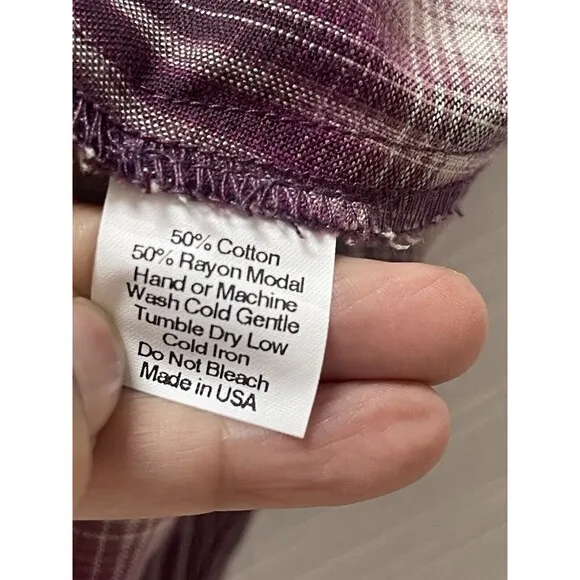 50% Cotton
50% Rayon Modal
Hand or Machine
Wash Cold Gentle
Tumble Dry Low
Cold Iron
Do Not Bleach
Made in USA